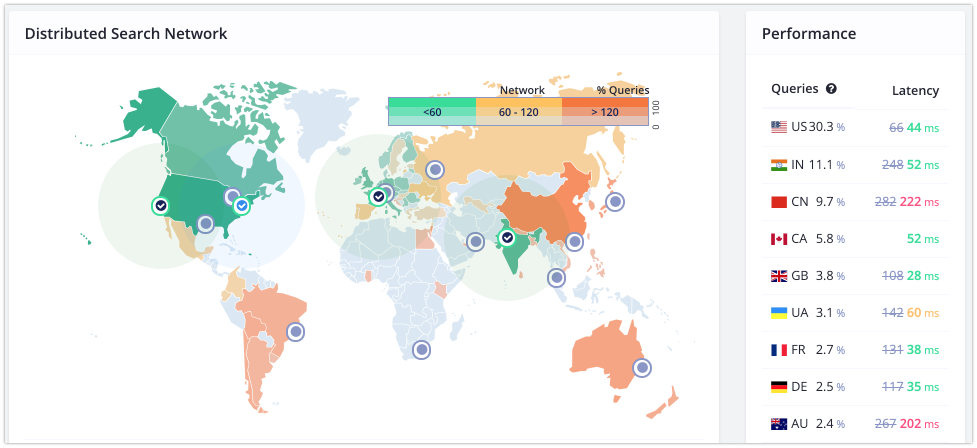 Distributed Search Network
Network % Queries
<60 60 - 120 > 120
0 100
Performance
Queries ? Latency
US 30.3 % 66 44 ms
IN 11.1 % 248 52 ms
CN 9.7 % 282 222 ms
CA 5.8 % 52 ms
GB 3.8 % 108 28 ms
UA 3.1 % 142 60 ms
FR 2.7 % 131 38 ms
DE 2.5 % 117 35 ms
AU 2.4 % 267 202 ms